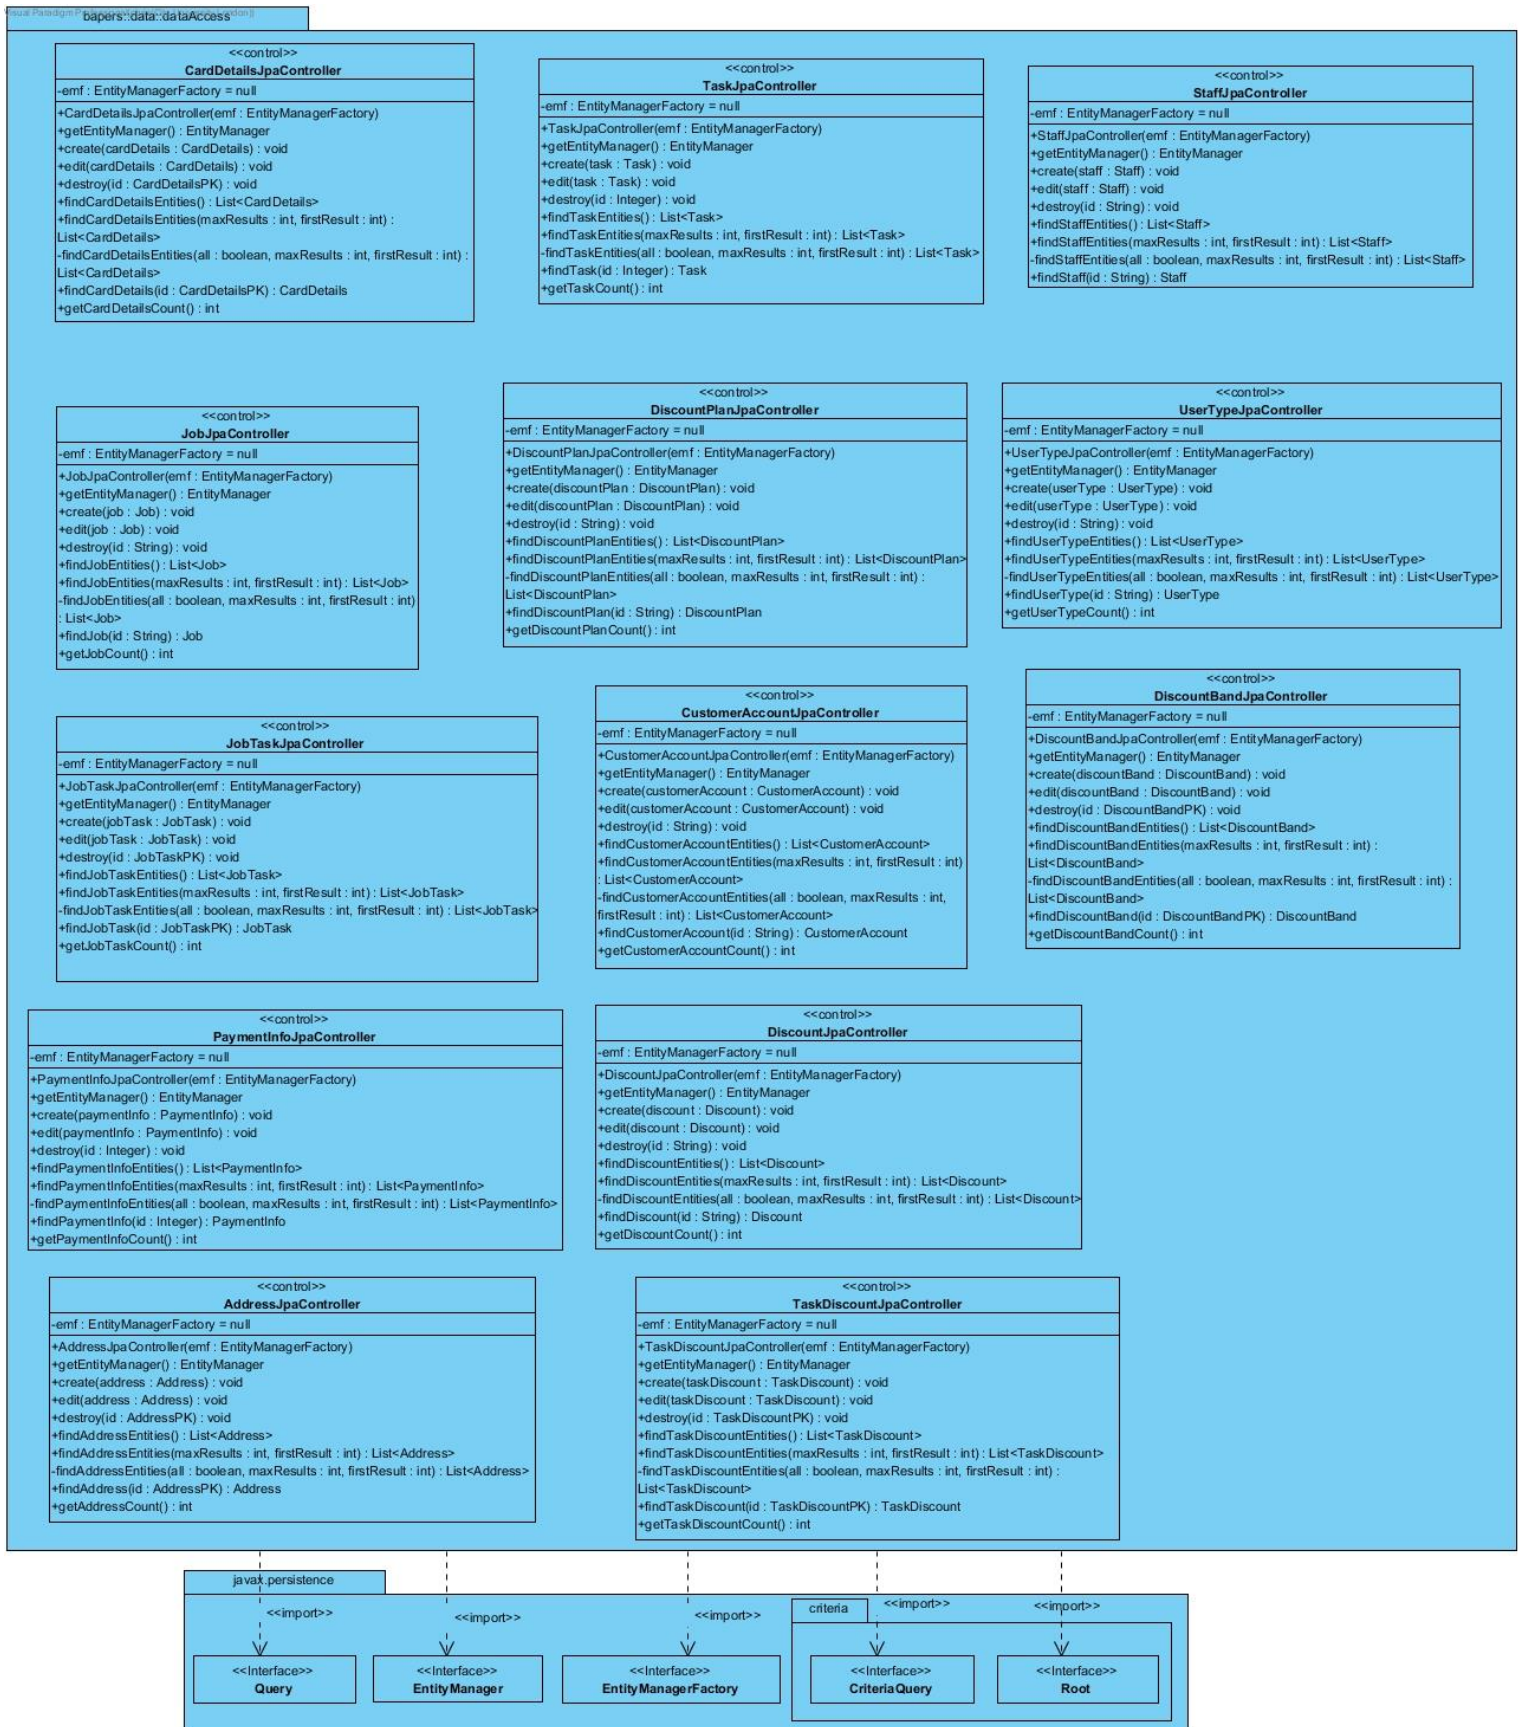 bapers::data::dataAccess
<<control>>
CardDetailsJpaController
-emf : EntityManagerFactory = null
+CardDetailsJpaController(emf : EntityManagerFactory)
+getEntityManager() : EntityManager
+create(cardDetails : CardDetails) : void
+edit(cardDetails : CardDetails) : void
+destroy(id : CardDetailsPK) : void
+findCardDetailsEntities() : List<CardDetails>
+findCardDetailsEntities(maxResults : int, firstResult : int) :
List<CardDetails>
-findCardDetailsEntities(all : boolean, maxResults : int, firstResult : int) :
List<CardDetails>
+findCardDetails(id : CardDetailsPK) : CardDetails
+getCardDetailsCount() : int
<<control>>
TaskJpaController
-emf : EntityManagerFactory = null
+TaskJpaController(emf : EntityManagerFactory)
+getEntityManager() : EntityManager
+create(task : Task) : void
+edit(task : Task) : void
+destroy(id : Integer) : void
+findTaskEntities() : List<Task>
+findTaskEntities(maxResults : int, firstResult : int) : List<Task>
-findTaskEntities(all : boolean, maxResults : int, firstResult : int) : List<Task>
+findTask(id : Integer) : Task
+getTaskCount() : int
<<control>>
StaffJpaController
-emf : EntityManagerFactory = null
+StaffJpaController(emf : EntityManagerFactory)
+getEntityManager() : EntityManager
+create(staff : Staff) : void
+edit(staff : Staff) : void
+destroy(id : String) : void
+findStaffEntities() : List<Staff>
+findStaffEntities(maxResults : int, firstResult : int) : List<Staff>
-findStaffEntities(all : boolean, maxResults : int, firstResult : int) : List<Staff>
+findStaff(id : String) : Staff
<<control>>
JobJpaController
-emf : EntityManagerFactory = null
+JobJpaController(emf : EntityManagerFactory)
+getEntityManager() : EntityManager
+create(job : Job) : void
+edit(job : Job) : void
+destroy(id : String) : void
+findJobEntities() : List<Job>
+findJobEntities(maxResults : int, firstResult : int) : List<Job>
-findJobEntities(all : boolean, maxResults : int, firstResult : int)
: List<Job>
+findJob(id : String) : Job
+getJobCount() : int
<<control>>
DiscountPlanJpaController
-emf : EntityManagerFactory = null
+DiscountPlanJpaController(emf : EntityManagerFactory)
+getEntityManager() : EntityManager
+create(discountPlan : DiscountPlan) : void
+edit(discountPlan : DiscountPlan) : void
+destroy(id : String) : void
+findDiscountPlanEntities() : List<DiscountPlan>
+findDiscountPlanEntities(maxResults : int, firstResult : int) : List<DiscountPlan>
-findDiscountPlanEntities(all : boolean, maxResults : int, firstResult : int) :
List<DiscountPlan>
+findDiscountPlan(id : String) : DiscountPlan
+getDiscountPlanCount() : int
<<control>>
UserTypeJpaController
-emf : EntityManagerFactory = null
+UserTypeJpaController(emf : EntityManagerFactory)
+getEntityManager() : EntityManager
+create(userType : UserType) : void
+edit(userType : UserType) : void
+destroy(id : String) : void
+findUserTypeEntities() : List<UserType>
+findUserTypeEntities(maxResults : int, firstResult : int) : List<UserType>
-findUserTypeEntities(all : boolean, maxResults : int, firstResult : int) : List<UserType>
+findUserType(id : String) : UserType
+getUserTypeCount() : int
<<control>>
JobTaskJpaController
-emf : EntityManagerFactory = null
+JobTaskJpaController(emf : EntityManagerFactory)
+getEntityManager() : EntityManager
+create(jobTask : JobTask) : void
+edit(jobTask : JobTask) : void
+destroy(id : JobTaskPK) : void
+findJobTaskEntities() : List<JobTask>
+findJobTaskEntities(maxResults : int, firstResult : int) : List<JobTask>
-findJobTaskEntities(all : boolean, maxResults : int, firstResult : int) : List<JobTask>
+findJobTask(id : JobTaskPK) : JobTask
+getJobTaskCount() : int
<<control>>
CustomerAccountJpaController
-emf : EntityManagerFactory = null
+CustomerAccountJpaController(emf : EntityManagerFactory)
+getEntityManager() : EntityManager
+create(customerAccount : CustomerAccount) : void
+edit(customerAccount : CustomerAccount) : void
+destroy(id : String) : void
+findCustomerAccountEntities() : List<CustomerAccount>
+findCustomerAccountEntities(maxResults : int, firstResult : int)
: List<CustomerAccount>
-findCustomerAccountEntities(all : boolean, maxResults : int,
firstResult : int) : List<CustomerAccount>
+findCustomerAccount(id : String) : CustomerAccount
+getCustomerAccountCount() : int
<<control>>
DiscountBandJpaController
-emf : EntityManagerFactory = null
+DiscountBandJpaController(emf : EntityManagerFactory)
+getEntityManager() : EntityManager
+create(discountBand : DiscountBand) : void
+edit(discountBand : DiscountBand) : void
+destroy(id : DiscountBandPK) : void
+findDiscountBandEntities() : List<DiscountBand>
+findDiscountBandEntities(maxResults : int, firstResult : int) :
List<DiscountBand>
-findDiscountBandEntities(all : boolean, maxResults : int, firstResult : int) :
List<DiscountBand>
+findDiscountBand(id : DiscountBandPK) : DiscountBand
+getDiscountBandCount() : int
<<control>>
PaymentInfoJpaController
-emf : EntityManagerFactory = null
+PaymentInfoJpaController(emf : EntityManagerFactory)
+getEntityManager() : EntityManager
+create(paymentInfo : PaymentInfo) : void
+edit(paymentInfo : PaymentInfo) : void
+destroy(id : Integer) : void
+findPaymentInfoEntities() : List<PaymentInfo>
+findPaymentInfoEntities(maxResults : int, firstResult : int) : List<PaymentInfo>
-findPaymentInfoEntities(all : boolean, maxResults : int, firstResult : int) : List<PaymentInfo>
+findPaymentInfo(id : Integer) : PaymentInfo
+getPaymentInfoCount() : int
<<control>>
DiscountJpaController
-emf : EntityManagerFactory = null
+DiscountJpaController(emf : EntityManagerFactory)
+getEntityManager() : EntityManager
+create(discount : Discount) : void
+edit(discount : Discount) : void
+destroy(id : String) : void
+findDiscountEntities() : List<Discount>
+findDiscountEntities(maxResults : int, firstResult : int) : List<Discount>
-findDiscountEntities(all : boolean, maxResults : int, firstResult : int) : List<Discount>
+findDiscount(id : String) : Discount
+getDiscountCount() : int
<<control>>
AddressJpaController
-emf : EntityManagerFactory = null
+AddressJpaController(emf : EntityManagerFactory)
+getEntityManager() : EntityManager
+create(address : Address) : void
+edit(address : Address) : void
+destroy(id : AddressPK) : void
+findAddressEntities() : List<Address>
+findAddressEntities(maxResults : int, firstResult : int) : List<Address>
-findAddressEntities(all : boolean, maxResults : int, firstResult : int) : List<Address>
+findAddress(id : AddressPK) : Address
+getAddressCount() : int
<<control>>
TaskDiscountJpaController
-emf : EntityManagerFactory = null
+TaskDiscountJpaController(emf : EntityManagerFactory)
+getEntityManager() : EntityManager
+create(taskDiscount : TaskDiscount) : void
+edit(taskDiscount : TaskDiscount) : void
+destroy(id : TaskDiscountPK) : void
+findTaskDiscountEntities() : List<TaskDiscount>
+findTaskDiscountEntities(maxResults : int, firstResult : int) : List<TaskDiscount>
-findTaskDiscountEntities(all : boolean, maxResults : int, firstResult : int) :
List<TaskDiscount>
+findTaskDiscount(id : TaskDiscountPK) : TaskDiscount
+getTaskDiscountCount() : int
javax.persistence
<<import>>
<<import>>
<<import>>
criteria
<<import>>
<<import>>
<<Interface>>
Query
<<Interface>>
EntityManager
<<Interface>>
EntityManagerFactory
<<Interface>>
CriteriaQuery
<<Interface>>
Root